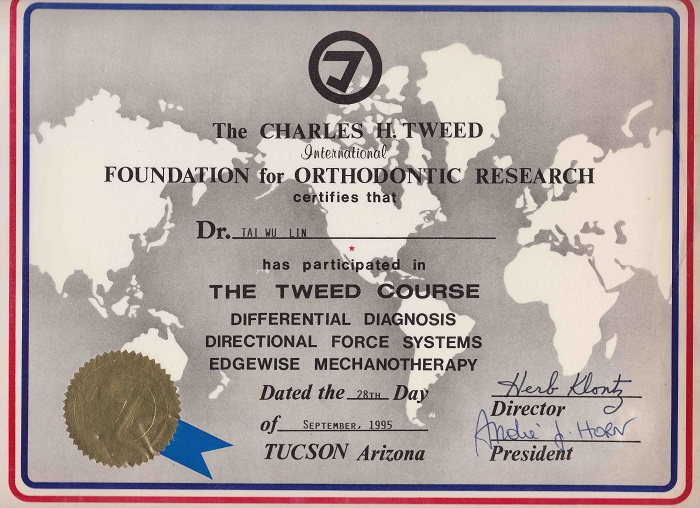 The CHARLES H. TWEED
International
FOUNDATION for ORTHODONTIC RESEARCH
certifies that
Dr. TAI WU LIN
has participated in
THE TWEED COURSE
DIFFERENTIAL DIAGNOSIS
DIRECTIONAL FORCE SYSTEMS
EDGEWISE MECHANOTHERAPY
Dated the 28TH Day
of SEPTEMBER, 1995
TUCSON Arizona
Herb Klontz
Director
André J. HORN
President